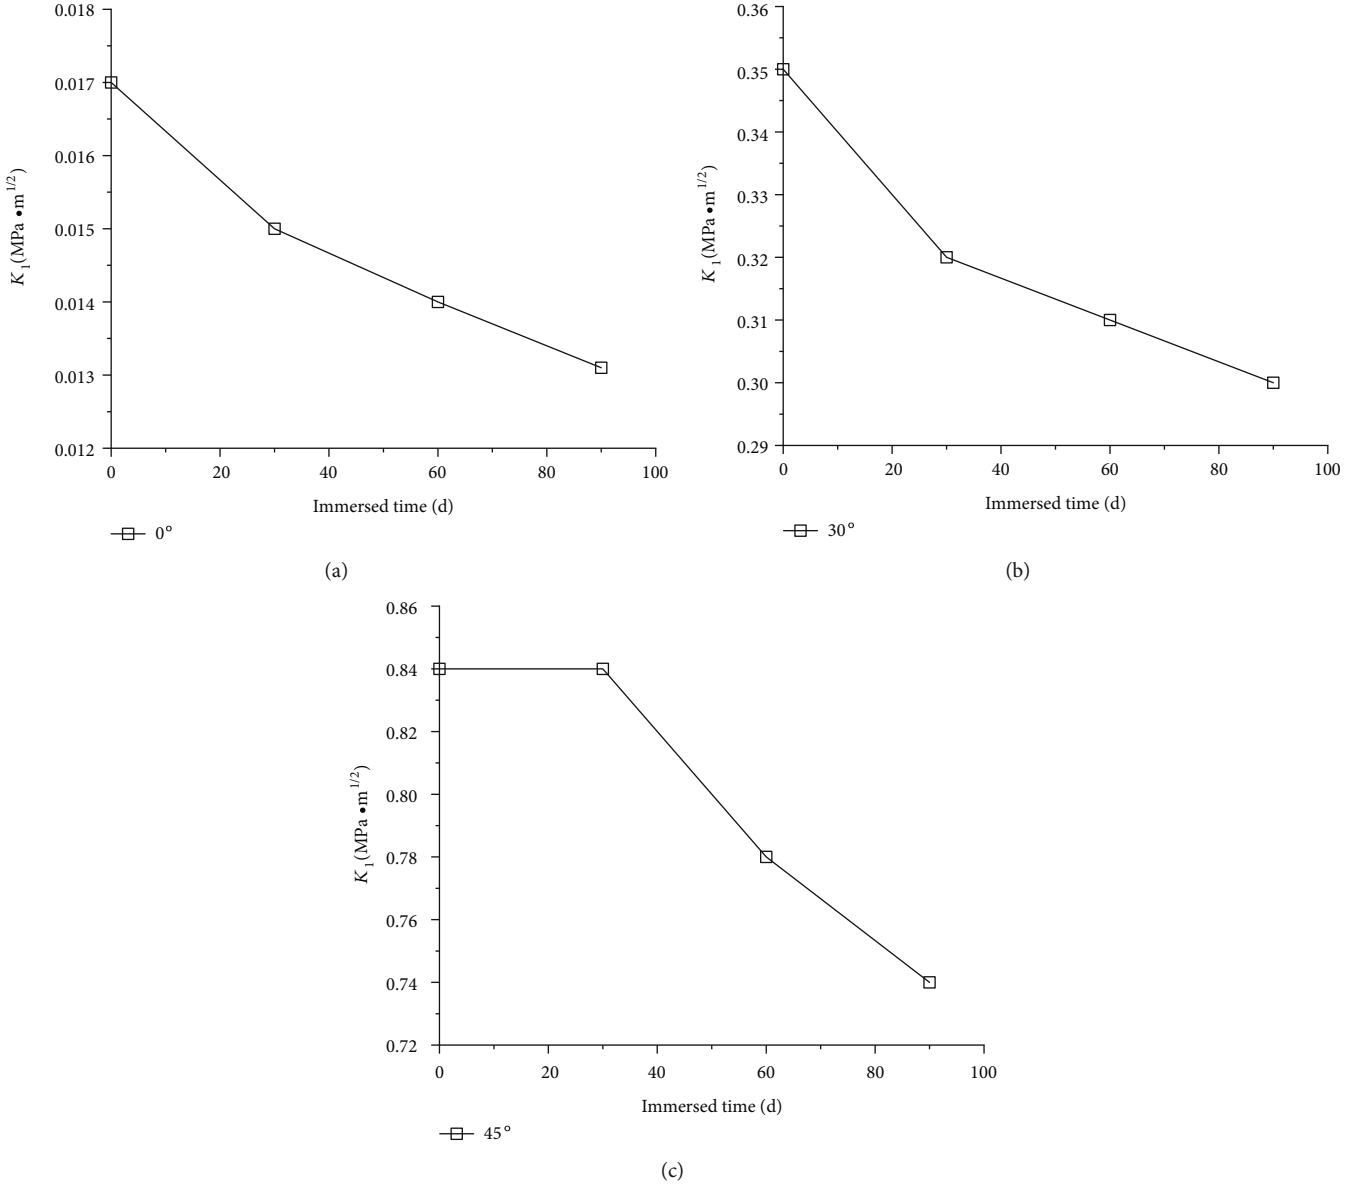 0.018
0.017
0.016
0.015
0.014
0.013
0.012
K₁(MPa •m^1/2)
0 20 40 60 80 100
Immersed time (d)
0°
(a)
0.36
0.35
0.34
0.33
0.32
0.31
0.30
0.29
K₁(MPa •m^1/2)
0 20 40 60 80 100
Immersed time (d)
30°
(b)
0.86
0.84
0.82
0.80
0.78
0.76
0.74
0.72
K₁(MPa •m^1/2)
0 20 40 60 80 100
Immersed time (d)
45°
(c)